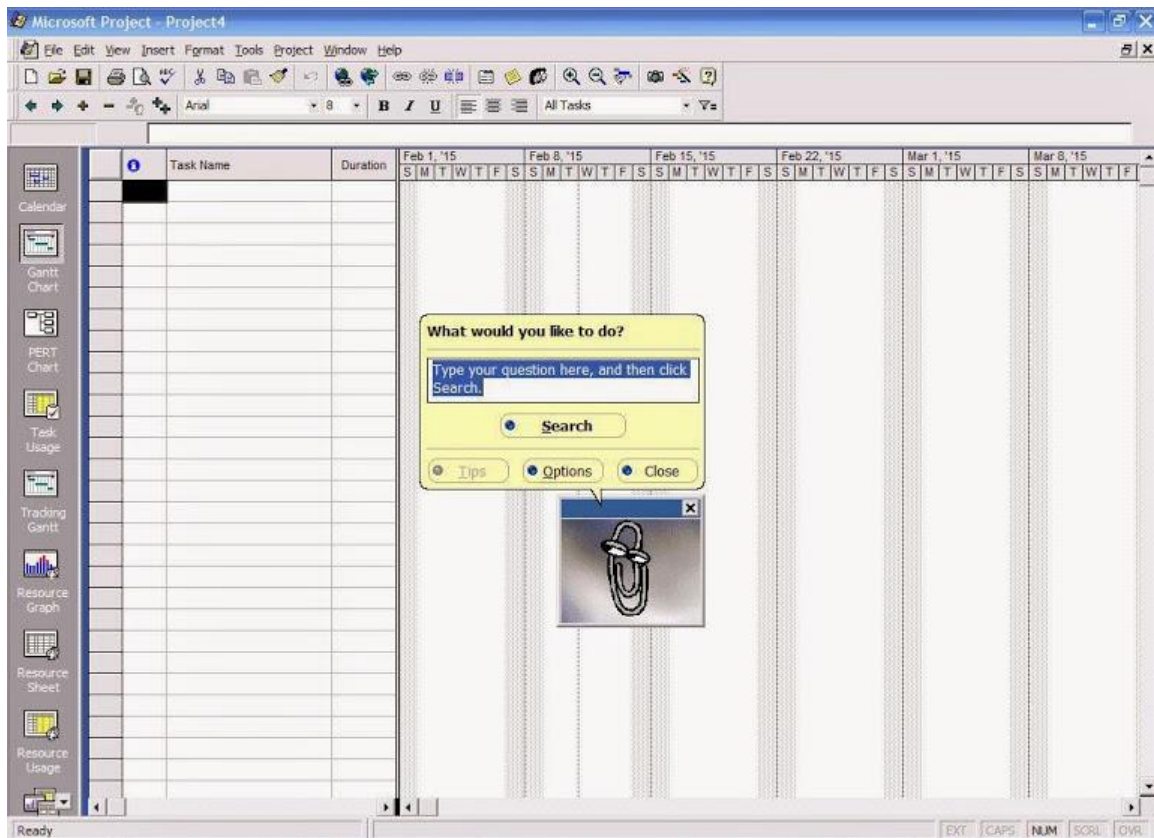 Microsoft Project - Project4
File Edit View Insert Format Tools Project Window Help
Arial 8 B I U All Tasks
Task Name Duration
Feb 1, '15 Feb 8, '15 Feb 15, '15 Feb 22, '15 Mar 1, '15 Mar 8, '15
S M T W T F S S M T W T F S S M T W T F S S M T W T F S S M T W T F S S M T W T F
Calendar
Gantt
Chart
PERT
Chart
Task
Usage
Tracking
Gantt
Resource
Graph
Resource
Sheet
Resource
Usage
What would you like to do?
Type your question here, and then click
Search.
Search
Tips Options Close
Ready EXT CAPS NUM SCRL OVR